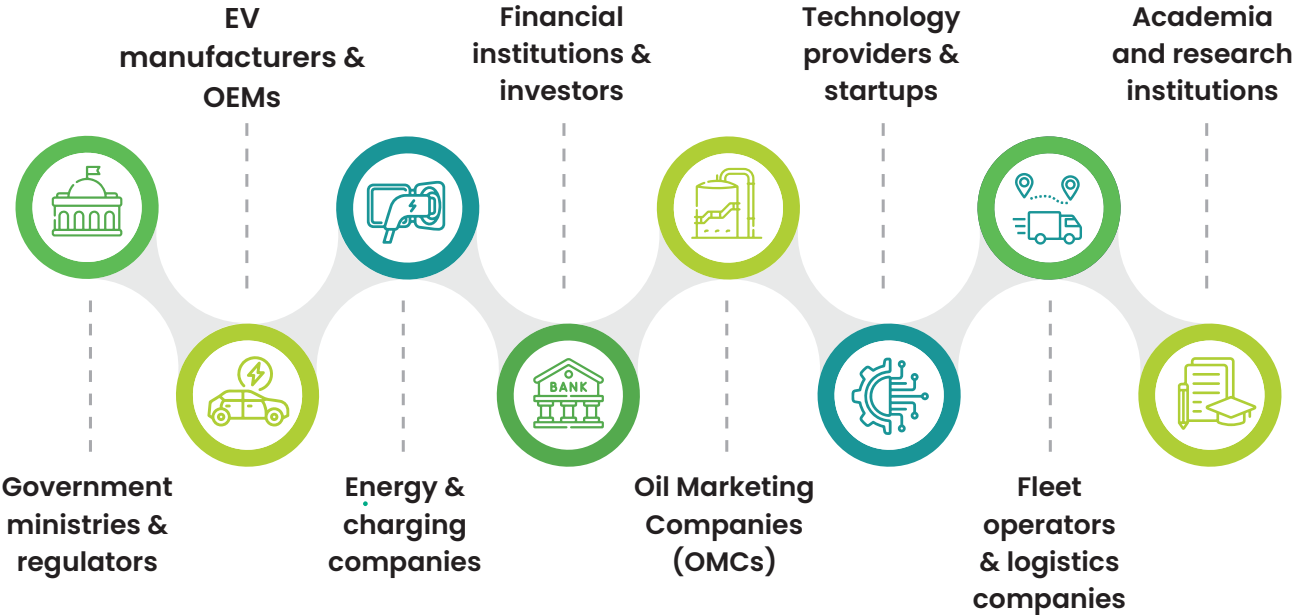 EV
manufacturers &
OEMs
Financial
institutions &
investors
Technology
providers &
startups
Academia
and research
institutions
BANK
Government
ministries &
regulators
Energy &
charging
companies
Oil Marketing
Companies
(OMCs)
Fleet
operators
& logistics
companies